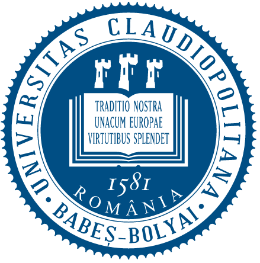 UNIVERSITAS CLAUDIOPOLITANA
TRADITIO NOSTRA
UNACUM EUROPAE
VIRTUTIBUS SPLENDET
1581
ROMÂNIA
· BABEȘ-BOLYAI ·